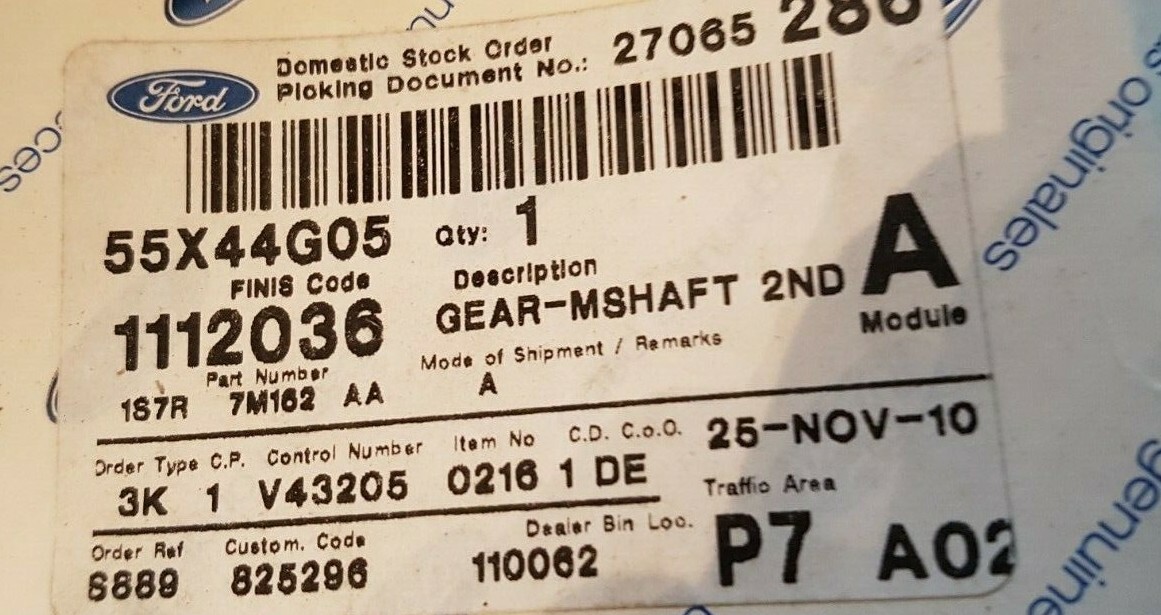 Ford
Domestic Stock Order
Picking Document No.: 27065 286
Ford
55X44G05 Qty: 1
FINIS Code Description
1112036 GEAR-MSHAFT 2ND A
Module
Part Number Mode of Shipment / Remarks
1S7R 7M162 AA A
Order Type C.P. Control Number Item No C.D. C.o.O. 25-NOV-10
3K 1 V43205 0216 1 DE
Traffic Area
Order Ref Custom. Code Dealer Bin Loc. P7 A02
S889 825296 110062
originales
genuine